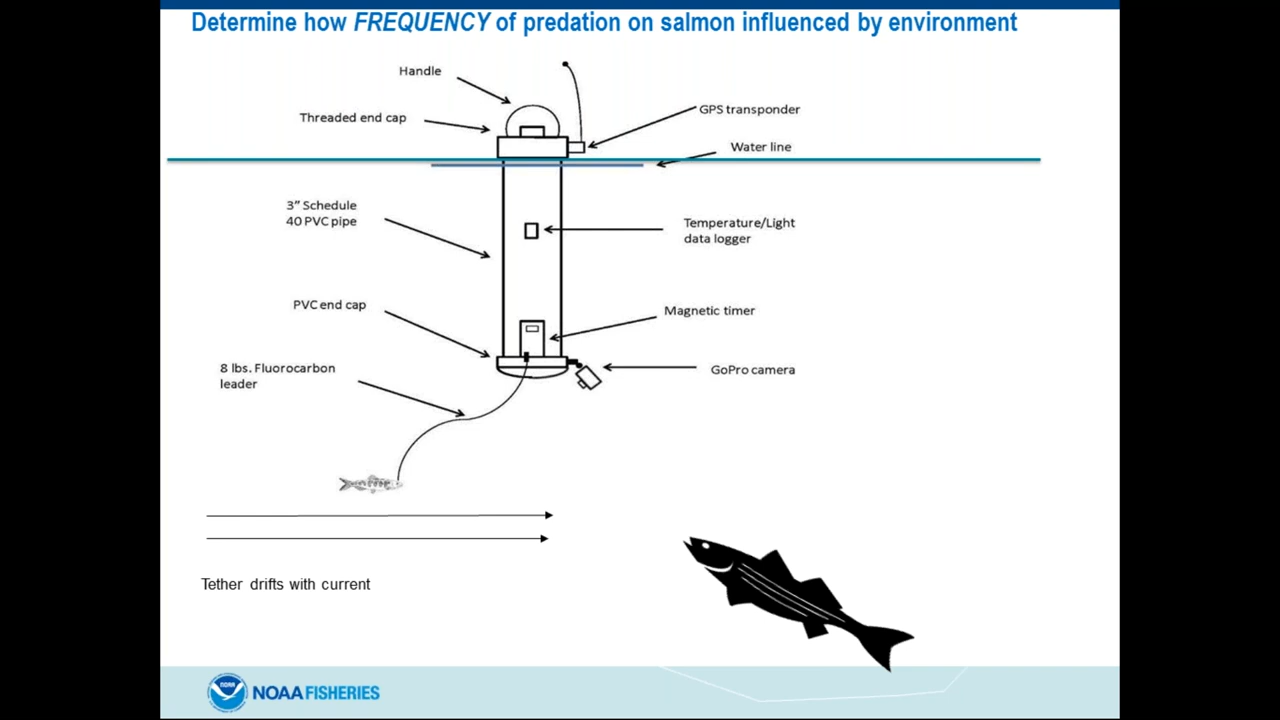 Determine how FREQUENCY of predation on salmon influenced by environment
Handle
Threaded end cap
GPS transponder
Water line
3” Schedule
40 PVC pipe
Temperature/Light
data logger
PVC end cap
Magnetic timer
8 lbs. Fluorocarbon
leader
GoPro camera
Tether drifts with current
NOAA
NOAA FISHERIES